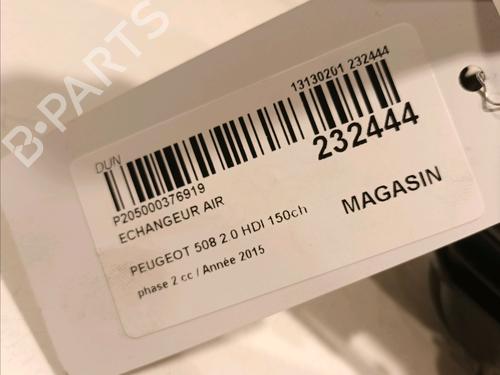 B-PARTS
13130201 232444
DUN
232444
P205000376919
ECHANGEUR AIR
MAGASIN
PEUGEOT 508 2.0 HDI 150ch
phase 2 cc / Année 2015